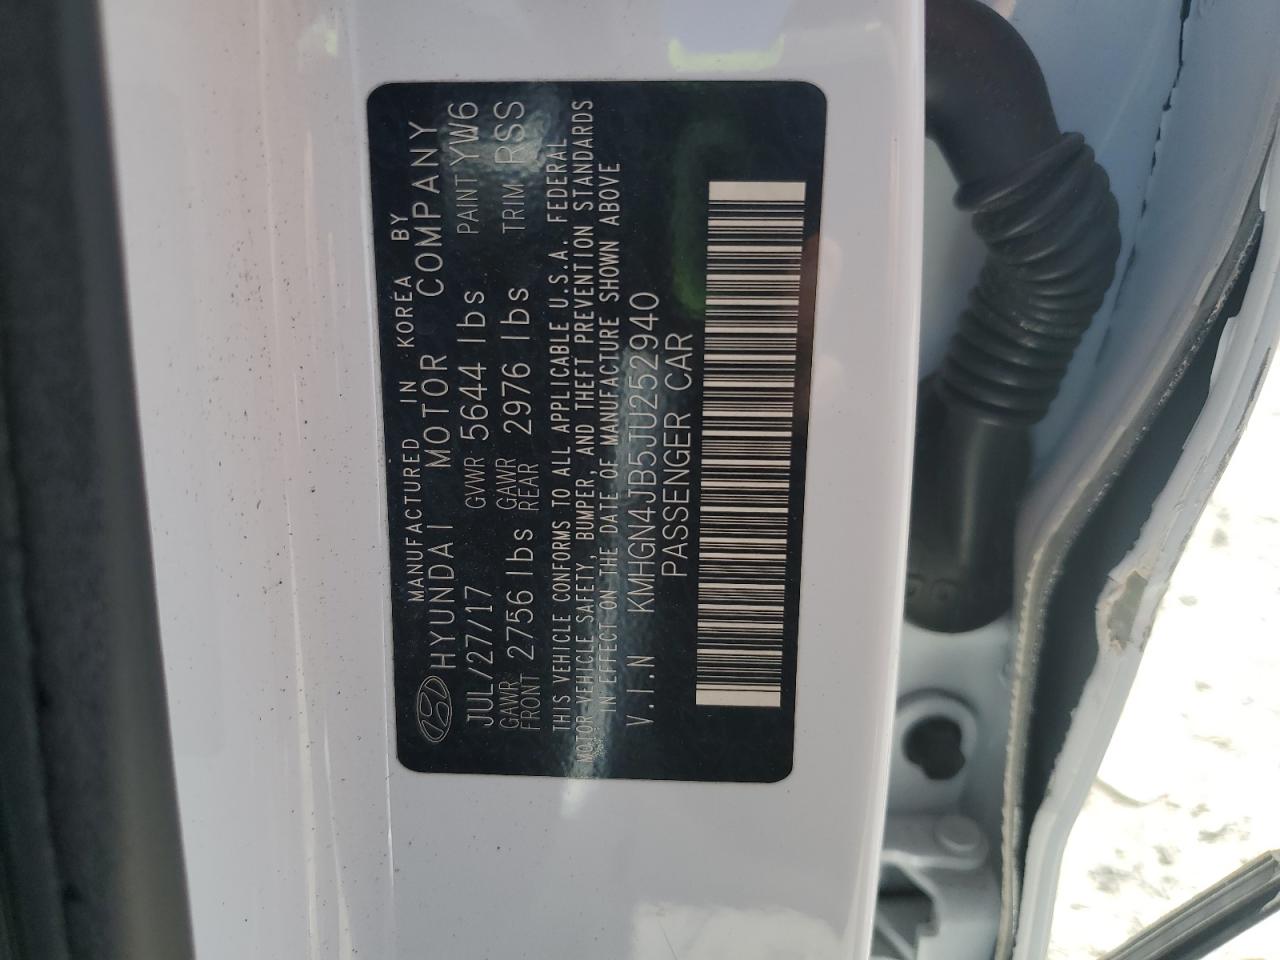 MANUFACTURED IN KOREA BY
HYUNDAI MOTOR COMPANY
JUL/27/17 GVWR 5644 lbs PAINT YW6
GAWR FRONT 2756 lbs GAWR REAR 2976 lbs TRIM RSS
THIS VEHICLE CONFORMS TO ALL APPLICABLE U.S.A. FEDERAL
MOTOR VEHICLE SAFETY, BUMPER, AND THEFT PREVENTION STANDARDS
IN EFFECT ON THE DATE OF MANUFACTURE SHOWN ABOVE
V.I.N KMHGN4JB5JU252940
PASSENGER CAR